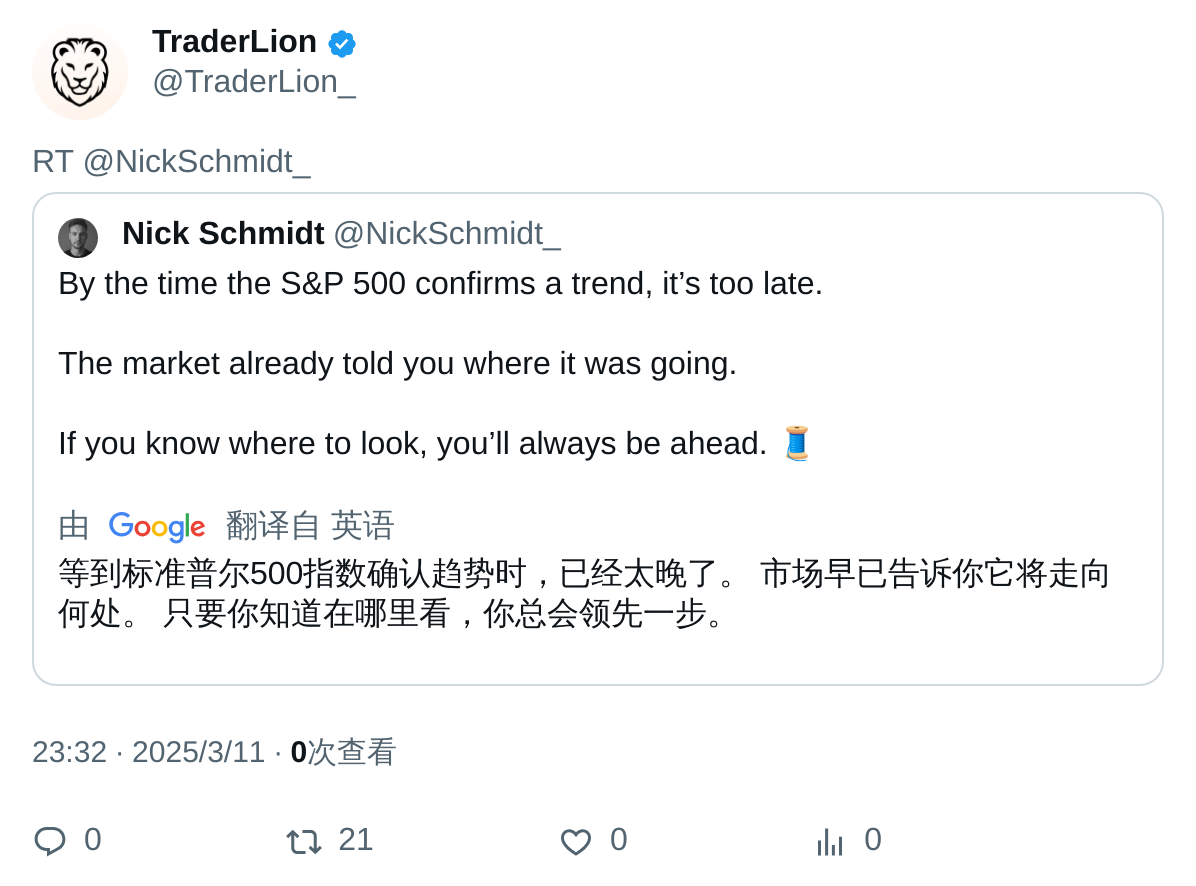 TraderLion
@TraderLion_
RT @NickSchmidt_
Nick Schmidt @NickSchmidt_
By the time the S&P 500 confirms a trend, it’s too late.
The market already told you where it was going.
If you know where to look, you’ll always be ahead. 🧵
由 Google 翻译自 英语
等到标准普尔500指数确认趋势时，已经太晚了。 市场早已告诉你它将走向
何处。 只要你知道在哪里看，你总会领先一步。
23:32 · 2025/3/11 · 0次查看
0 21 0 0